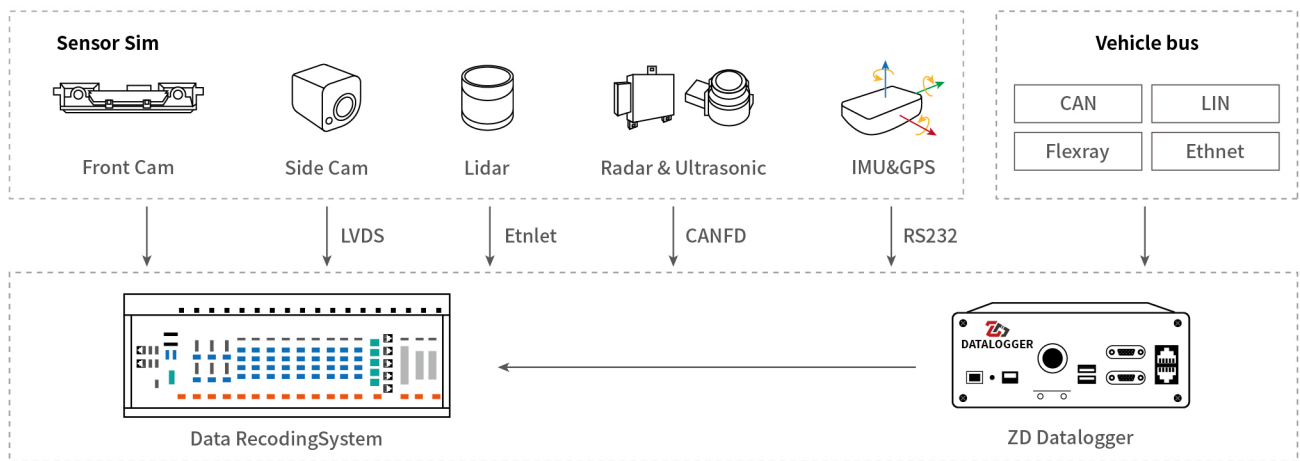 Sensor Sim
Vehicle bus
CAN
LIN
Flexray
Ethnet
Front Cam
Side Cam
Lidar
Radar & Ultrasonic
IMU&GPS
LVDS
Etnlet
CANFD
RS232
DATALOGGER
Data RecodingSystem
ZD Datalogger